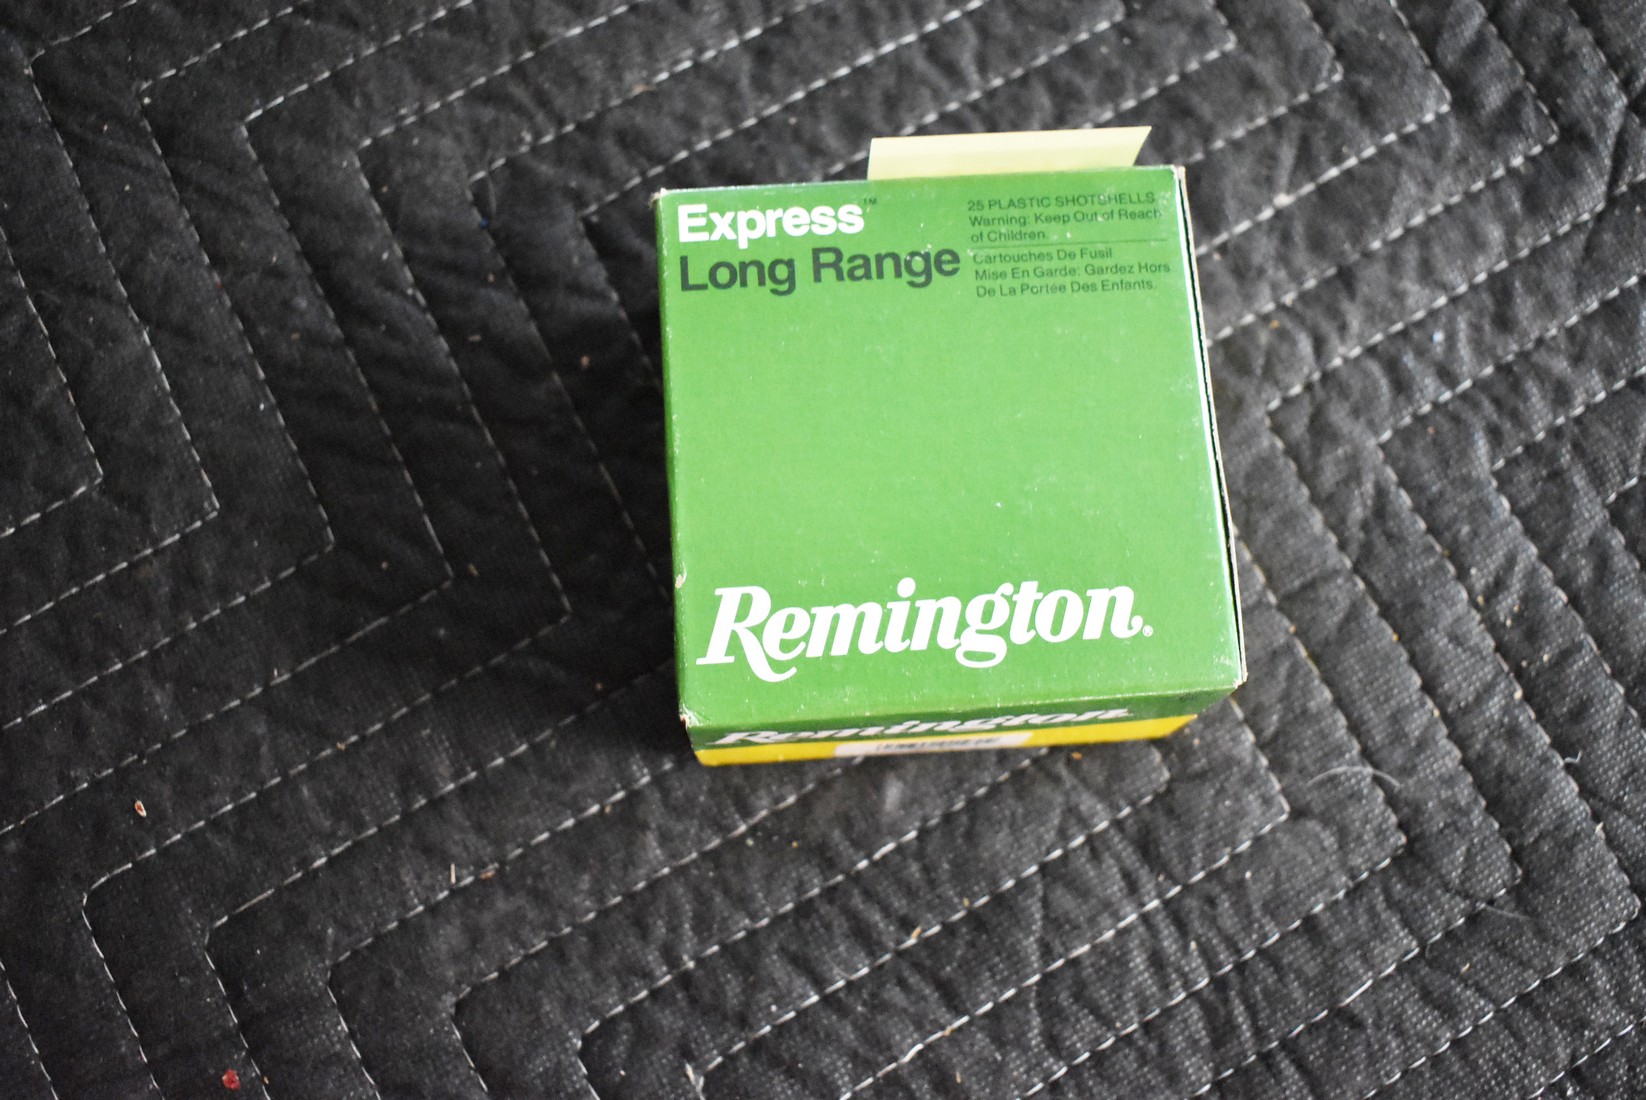 Express™
Long Range
25 PLASTIC SHOTSHELLS
Warning: Keep Out of Reach
of Children.
Cartouches De Fusil
Mise En Garde: Gardez Hors
De La Portée Des Enfants.
Remington®
Remington